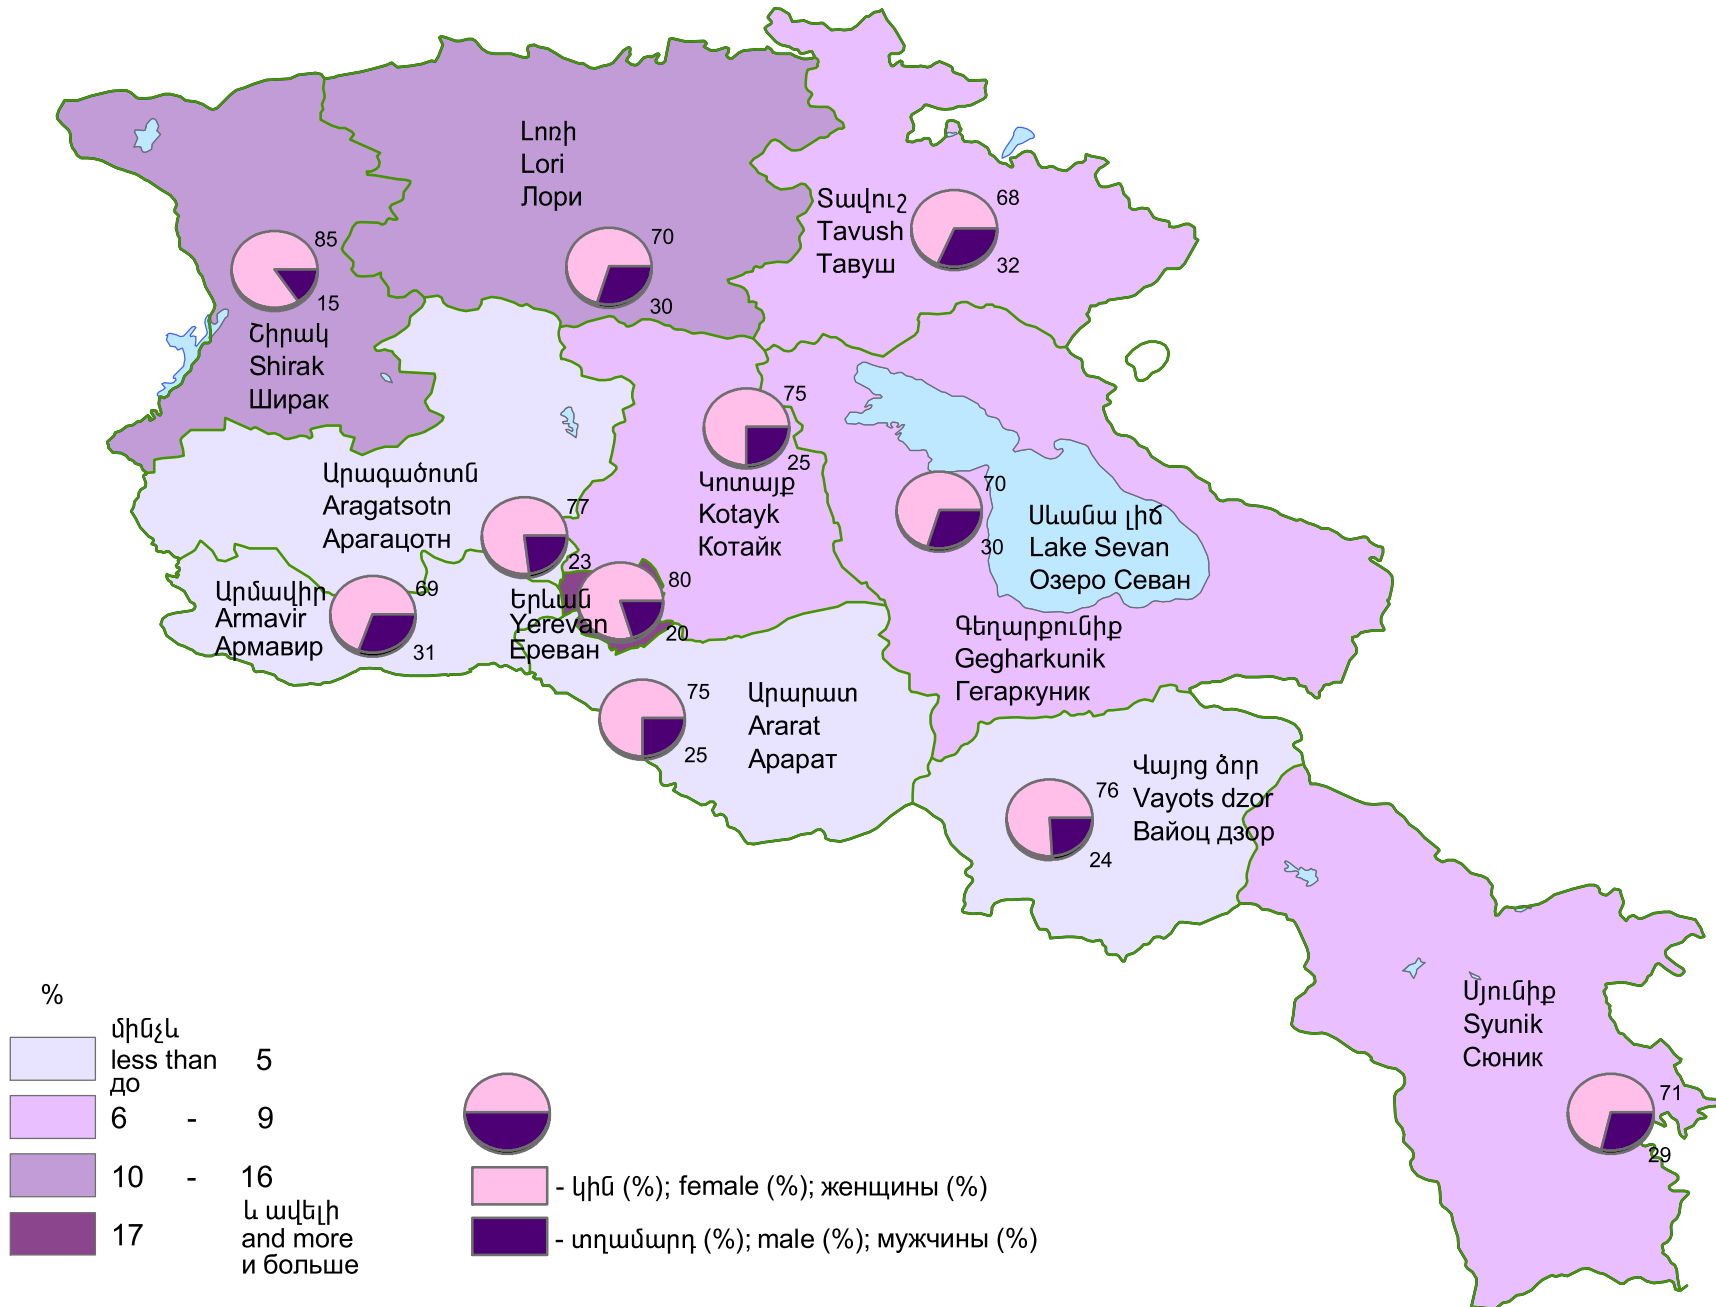 Լոռի
Lori
Лори
70
30
Տավուշ
Tavush
Тавуш
68
32
85
15
Շիրակ
Shirak
Ширак
75
25
Կոտայք
Kotayk
Котайк
Արագածոտն
Aragatsotn
Арагацотн
77
23
70
30
Սևանա լիճ
Lake Sevan
Озеро Севан
Արմավիր
Armavir
Армавир
69
31
Երևան
Yerevan
Ереван
80
20
Գեղարքունիք
Gegharkunik
Гегаркуник
75
25
Արարատ
Ararat
Арарат
Վայոց ձոր
Vayots dzor
Вайоц дзор
76
24
Սյունիք
Syunik
Сюник
71
29
%
մինչև
less than 5
до
6 - 9
10 - 16
17 և ավելի
and more
и больше
- կին (%); female (%); женщины (%)
- տղամարդ (%); male (%); мужчины (%)